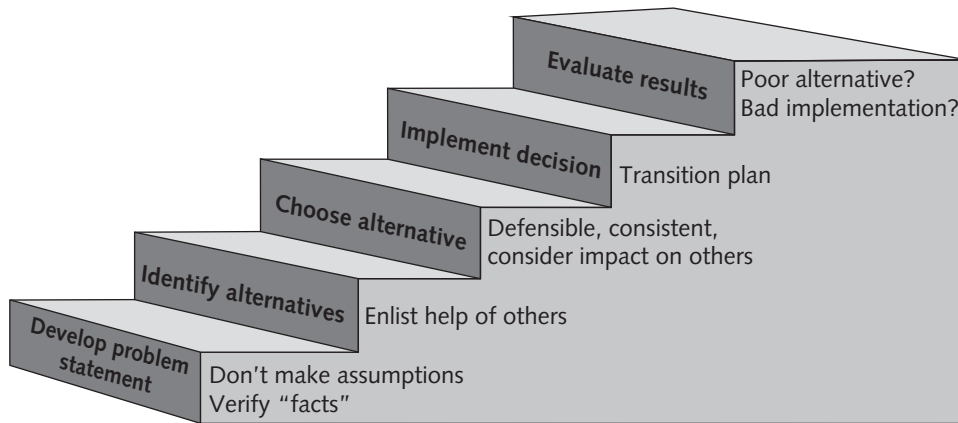 Evaluate results
Poor alternative?
Bad implementation?
Implement decision
Transition plan
Choose alternative
Defensible, consistent,
consider impact on others
Identify alternatives
Enlist help of others
Develop problem
statement
Don't make assumptions
Verify “facts”